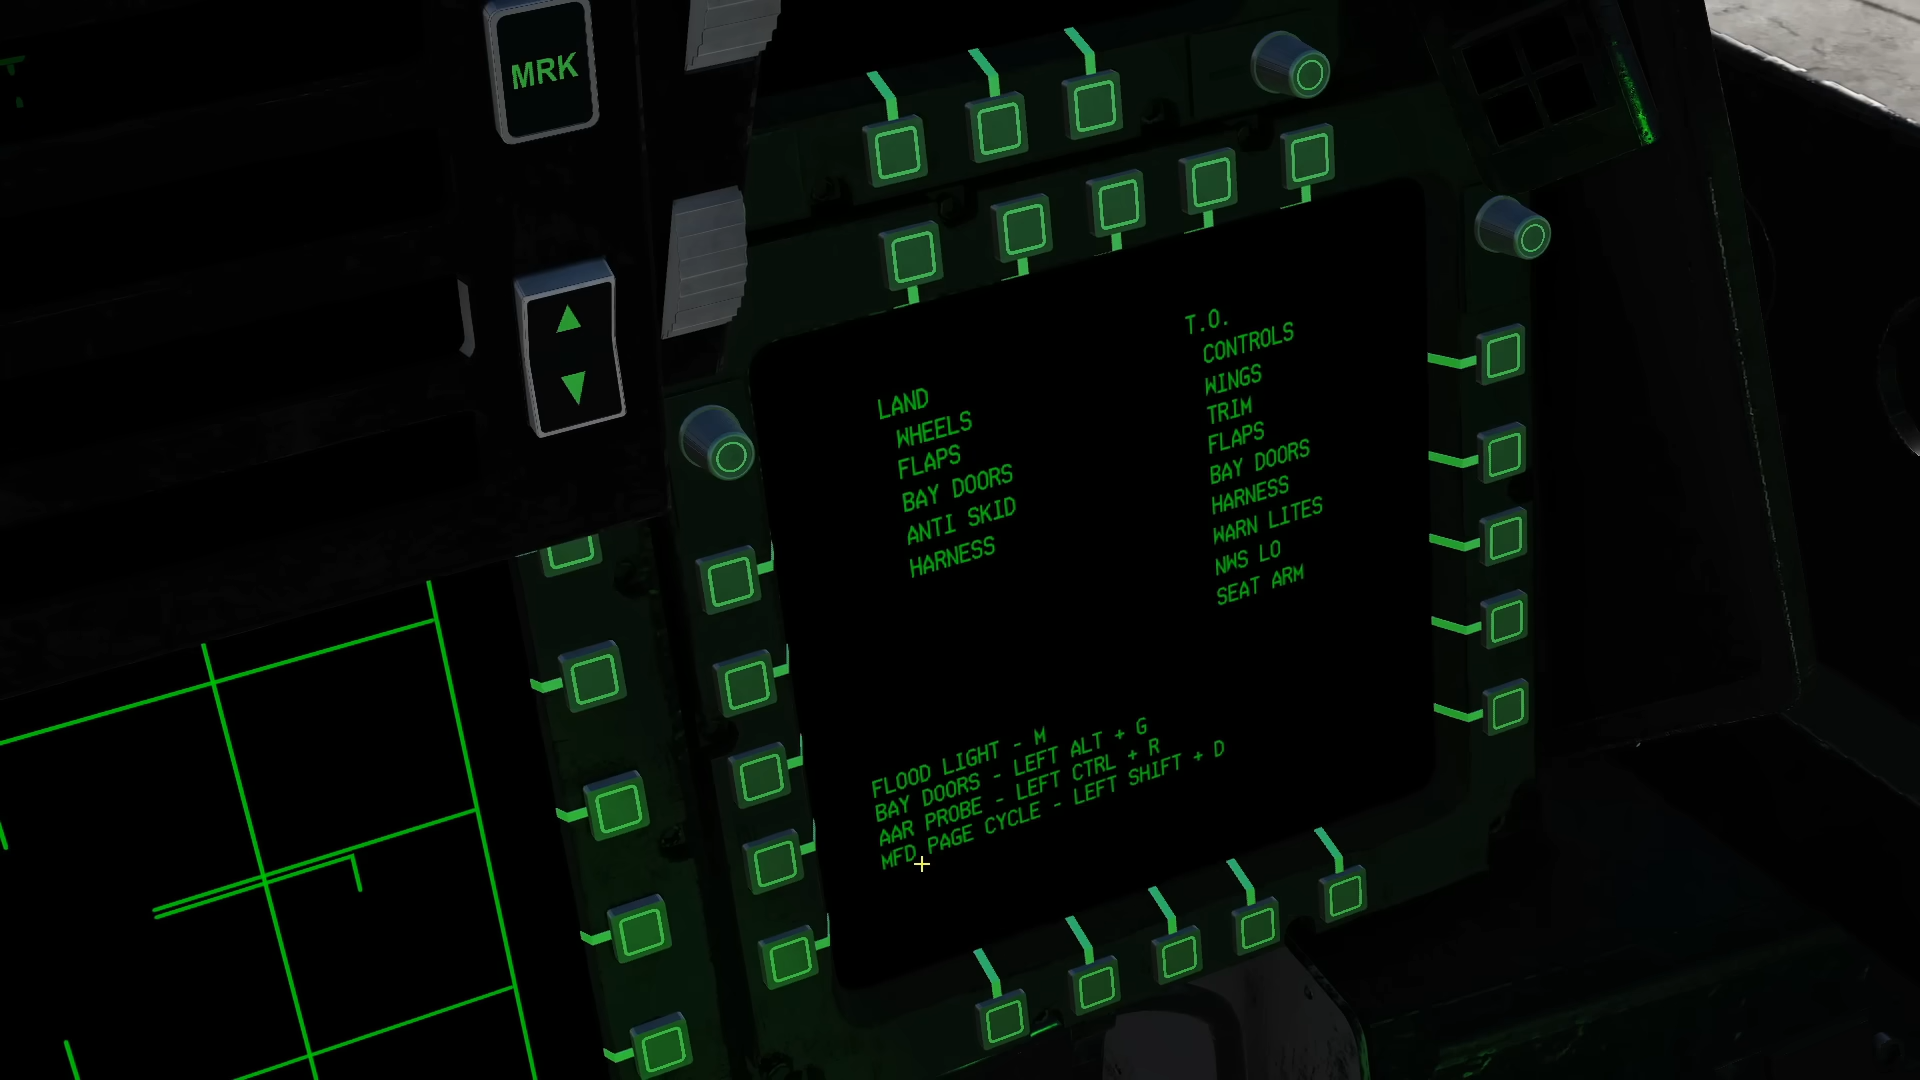 MRK
LAND
WHEELS
FLAPS
BAY DOORS
ANTI SKID
HARNESS
T.O.
CONTROLS
WINGS
TRIM
FLAPS
BAY DOORS
HARNESS
WARN LITES
NWS LO
SEAT ARM
FLOOD LIGHT - M
BAY DOORS - LEFT ALT + G
AAR PROBE - LEFT CTRL + R
MFD PAGE CYCLE - LEFT SHIFT + D